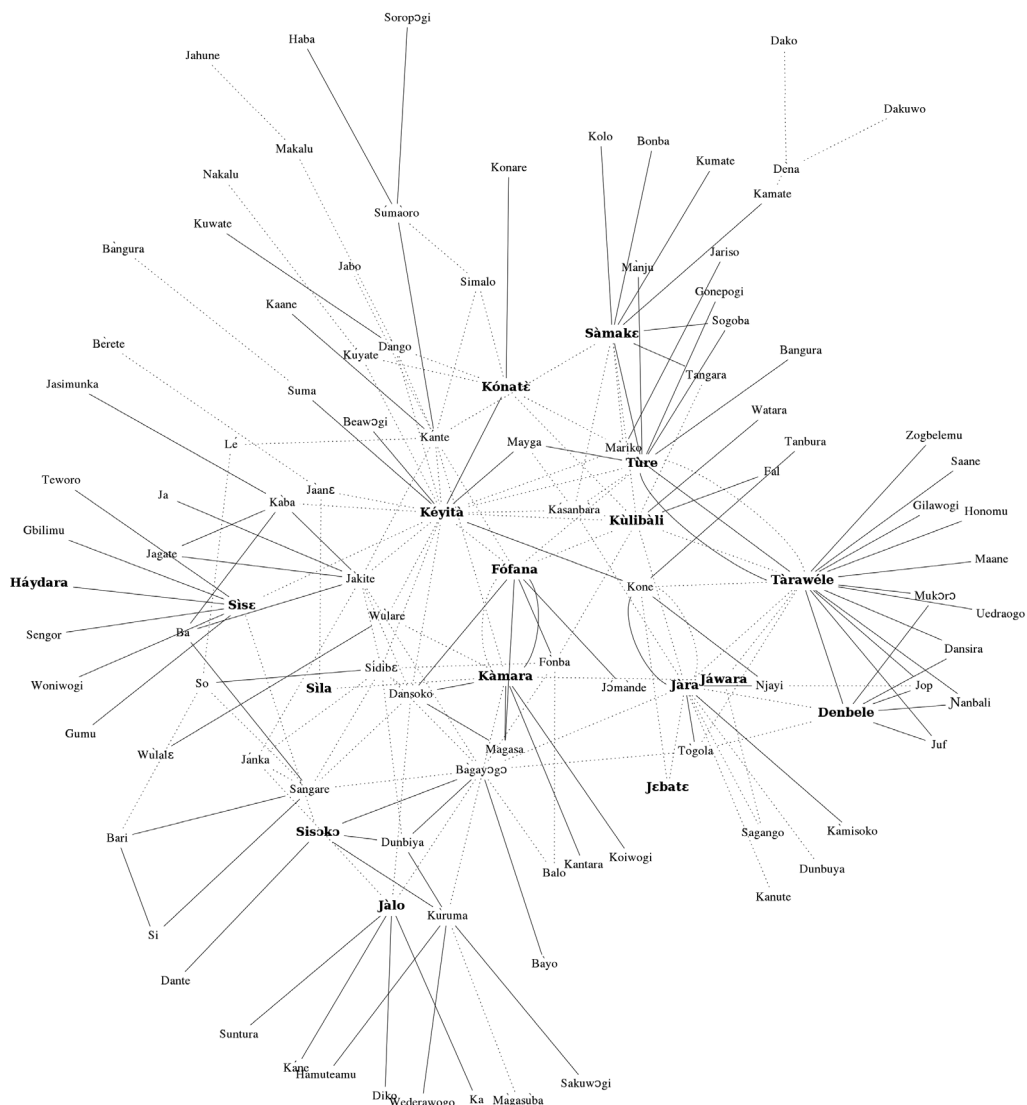 Soropɔgi
Haba
Dako
Jahune
Dakuwo
Kolo
Bonba
Makalu
Kumate
Konare
Dena
Nakalu
Kamate
Sumaoro
Kuwate
Bangura
Jariso
Jabo
Manju
Simalo
Gonepogi
Kaane
Sogoba
Sàmakɛ
Berete
Dango
Kuyate
Bangura
Tangara
Jasimunka
Kónatɛ̀
Suma
Watara
Beawɔgi
Kante
Zogbelemu
Le
Mayga
Tanbura
Mariko
Tùre
Saane
Teworo
Fal
Jaanɛ
Ja
Kaba
Gilawogi
Kéyità
Kasanbara
Honomu
Kùlibàli
Gbilimu
Jagate
Maane
Fófana
Háydara
Jakite
Tàrawéle
Kone
Mukɔrɔ
Sìsɛ
Uedraogo
Wulare
Sengor
Ba
Dansira
Fonba
Sidibɛ
Kàmara
Jáwara
Woniwogi
So
Sìla
Dansoko
Jɔmande
Jàra
Njayi
Jop
Ɲanbali
Denbele
Gumu
Juf
Wulalɛ
Magasa
Togola
Janka
Bagayɔgɔ
Sangare
Jɛbatɛ
Sisɔkɔ
Kamisoko
Bari
Dunbiya
Sagango
Koiwogi
Kantara
Balo
Dunbuya
Kanute
Jàlo
Kuruma
Si
Bayo
Dante
Suntura
Kane
Hamuteamu
Sakuwɔgi
Diko
Ka
Magasuba
Wederawogo